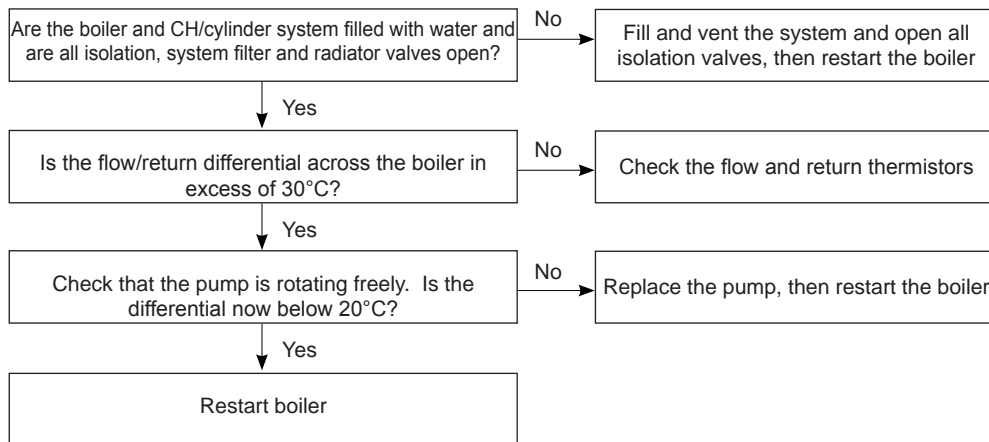 Are the boiler and CH/cylinder system filled with water and
are all isolation, system filter and radiator valves open?
No
Fill and vent the system and open all
isolation valves, then restart the boiler
Yes
Is the flow/return differential across the boiler in
excess of 30°C?
No
Check the flow and return thermistors
Yes
Check that the pump is rotating freely.  Is the
differential now below 20°C?
No
Replace the pump, then restart the boiler
Yes
Restart boiler